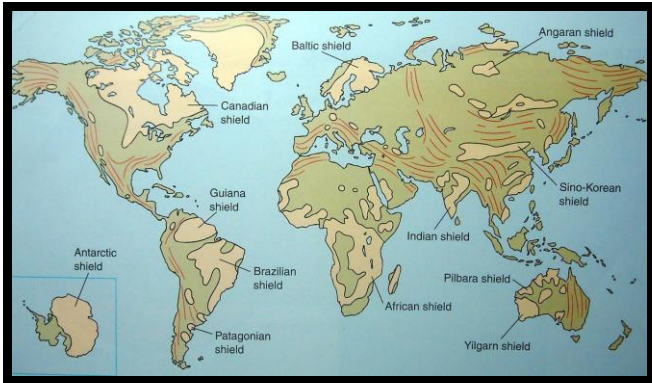 Baltic shield
Angaran shield
Canadian
shield
Guiana
shield
Sino-Korean
shield
Indian shield
Antarctic
shield
Brazilian
shield
Pilbara shield
African shield
Patagonian
shield
Yilgarn shield